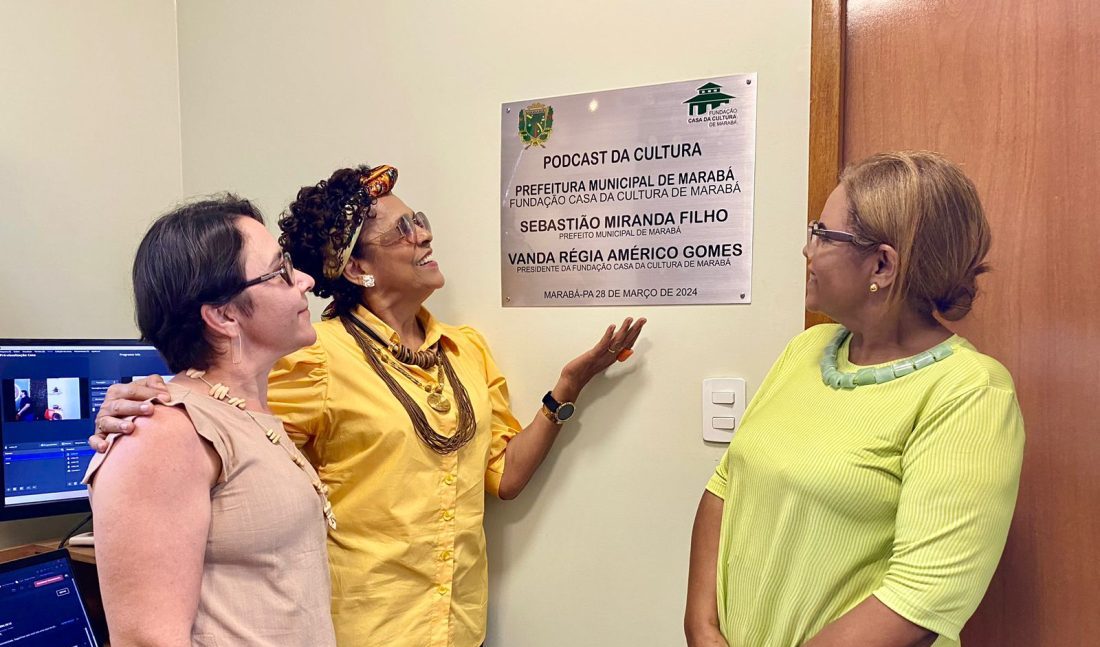 FUNDAÇÃO
CASA DA CULTURA
DE MARABÁ
PODCAST DA CULTURA
PREFEITURA MUNICIPAL DE MARABÁ
FUNDAÇÃO CASA DA CULTURA DE MARABÁ
SEBASTIÃO MIRANDA FILHO
PREFEITO MUNICIPAL DE MARABÁ
VANDA RÉGIA AMÉRICO GOMES
PRESIDENTE DA FUNDAÇÃO CASA DA CULTURA DE MARABÁ
MARABÁ-PA 28 DE MARÇO DE 2024